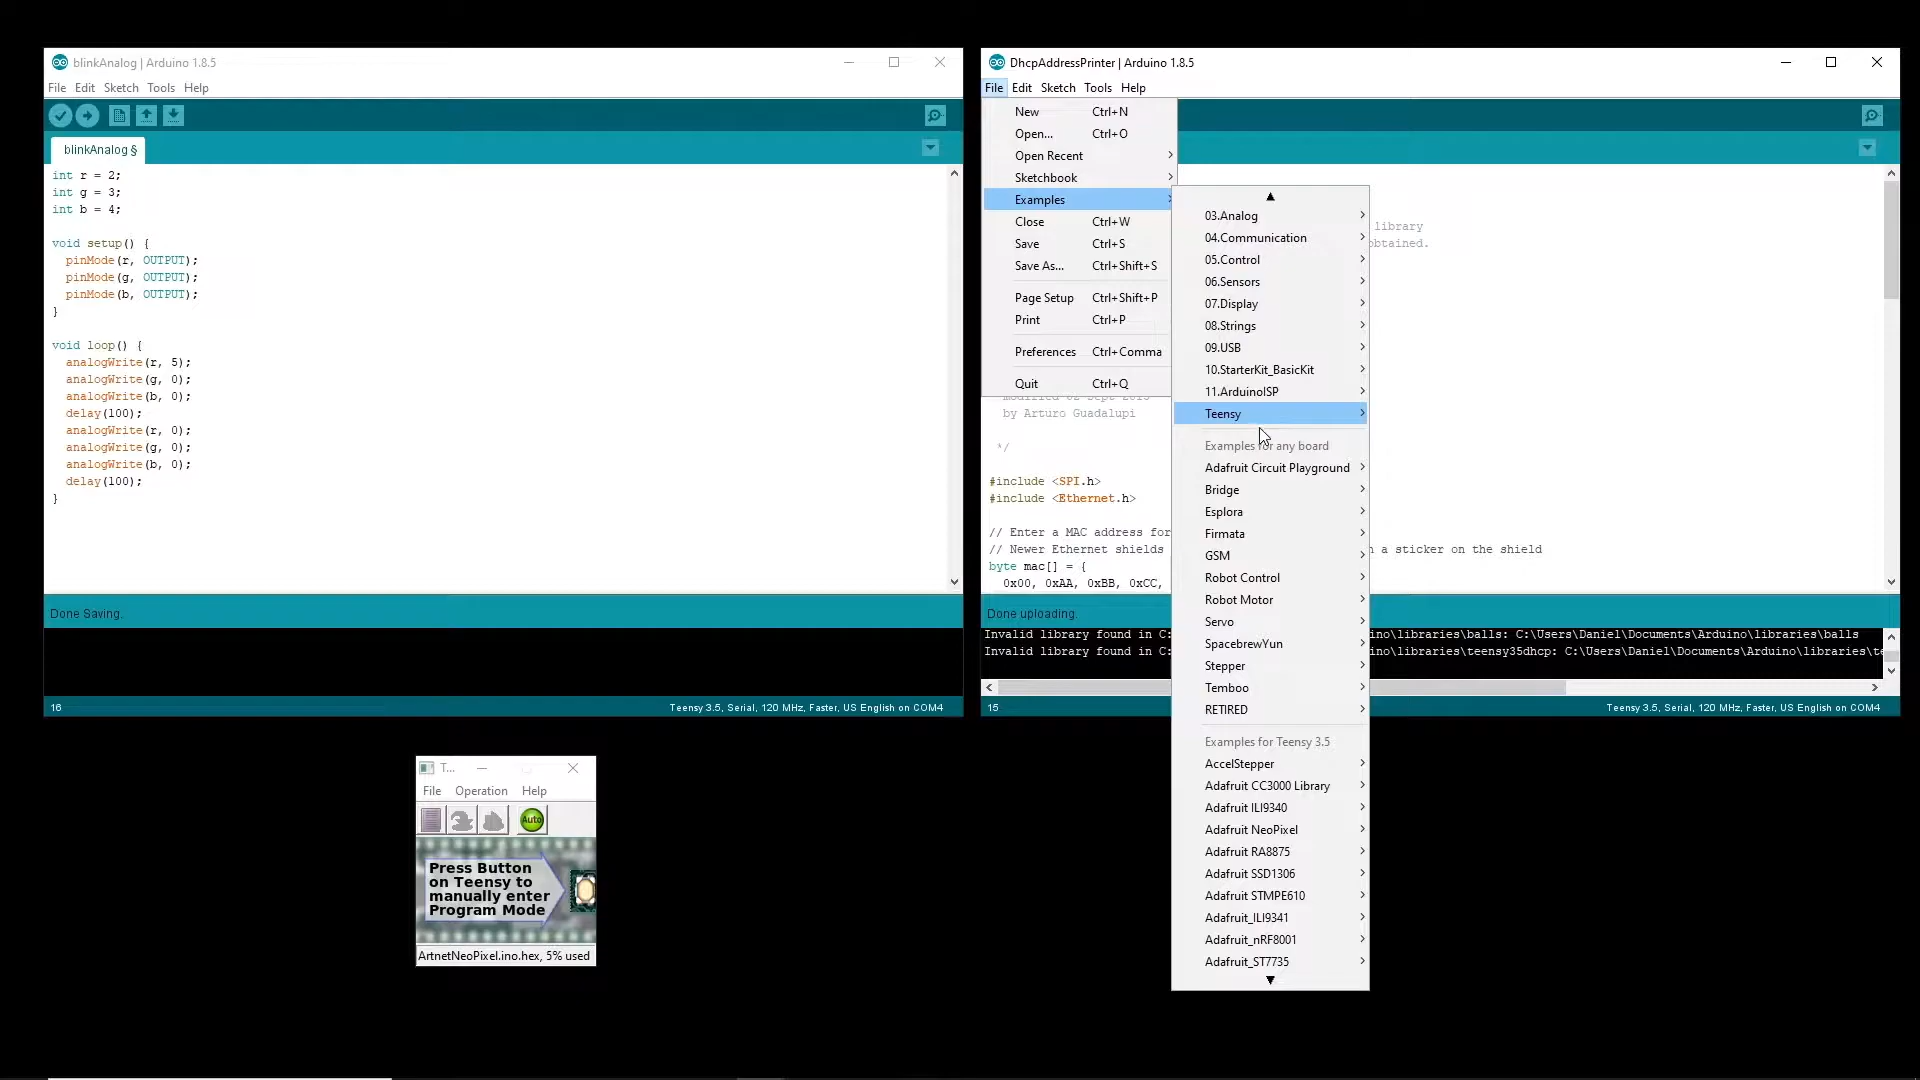 blinkAnalog | Arduino 1.8.5
File Edit Sketch Tools Help
blinkAnalog §
int r = 2;
int g = 3;
int b = 4;
void setup() {
pinMode(r, OUTPUT);
pinMode(g, OUTPUT);
pinMode(b, OUTPUT);
}
void loop() {
analogWrite(r, 5);
analogWrite(g, 0);
analogWrite(b, 0);
delay(100);
analogWrite(r, 0);
analogWrite(g, 0);
analogWrite(b, 0);
delay(100);
}
Done Saving.
16
Teensy 3.5, Serial, 120 MHz, Faster, US English on COM4
DhcpAddressPrinter | Arduino 1.8.5
File Edit Sketch Tools Help
New Ctrl+N
Open... Ctrl+O
Open Recent
Sketchbook
Examples
Close Ctrl+W
Save Ctrl+S
Save As... Ctrl+Shift+S
Page Setup Ctrl+Shift+P
Print Ctrl+P
Preferences Ctrl+Comma
Quit Ctrl+Q
03.Analog
04.Communication
05.Control
06.Sensors
07.Display
08.Strings
09.USB
10.StarterKit_BasicKit
11.ArduinoISP
Teensy
Examples for any board
Adafruit Circuit Playground
Bridge
Esplora
Firmata
GSM
Robot Control
Robot Motor
Servo
SpacebrewYun
Stepper
Temboo
RETIRED
Examples for Teensy 3.5
AccelStepper
Adafruit CC3000 Library
Adafruit ILI9340
Adafruit NeoPixel
Adafruit RA8875
Adafruit SSD1306
Adafruit STMPE610
Adafruit_ILI9341
Adafruit_nRF8001
Adafruit_ST7735
library
obtained.
by Arturo Guadalupi
*/
#include <SPI.h>
#include <Ethernet.h>
// Enter a MAC address for
// Newer Ethernet shields a sticker on the shield
byte mac[] = {
0x00, 0xAA, 0xBB, 0xCC,
Done uploading.
Invalid library found in C: ino\libraries\balls: C:\Users\Daniel\Documents\Arduino\libraries\balls
Invalid library found in C: ino\libraries\teensy35dhcp: C:\Users\Daniel\Documents\Arduino\libraries\te
15
Teensy 3.5, Serial, 120 MHz, Faster, US English on COM4
T...
File Operation Help
Auto
Press Button
on Teensy to
manually enter
Program Mode
ArtnetNeoPixel.ino.hex, 5% used